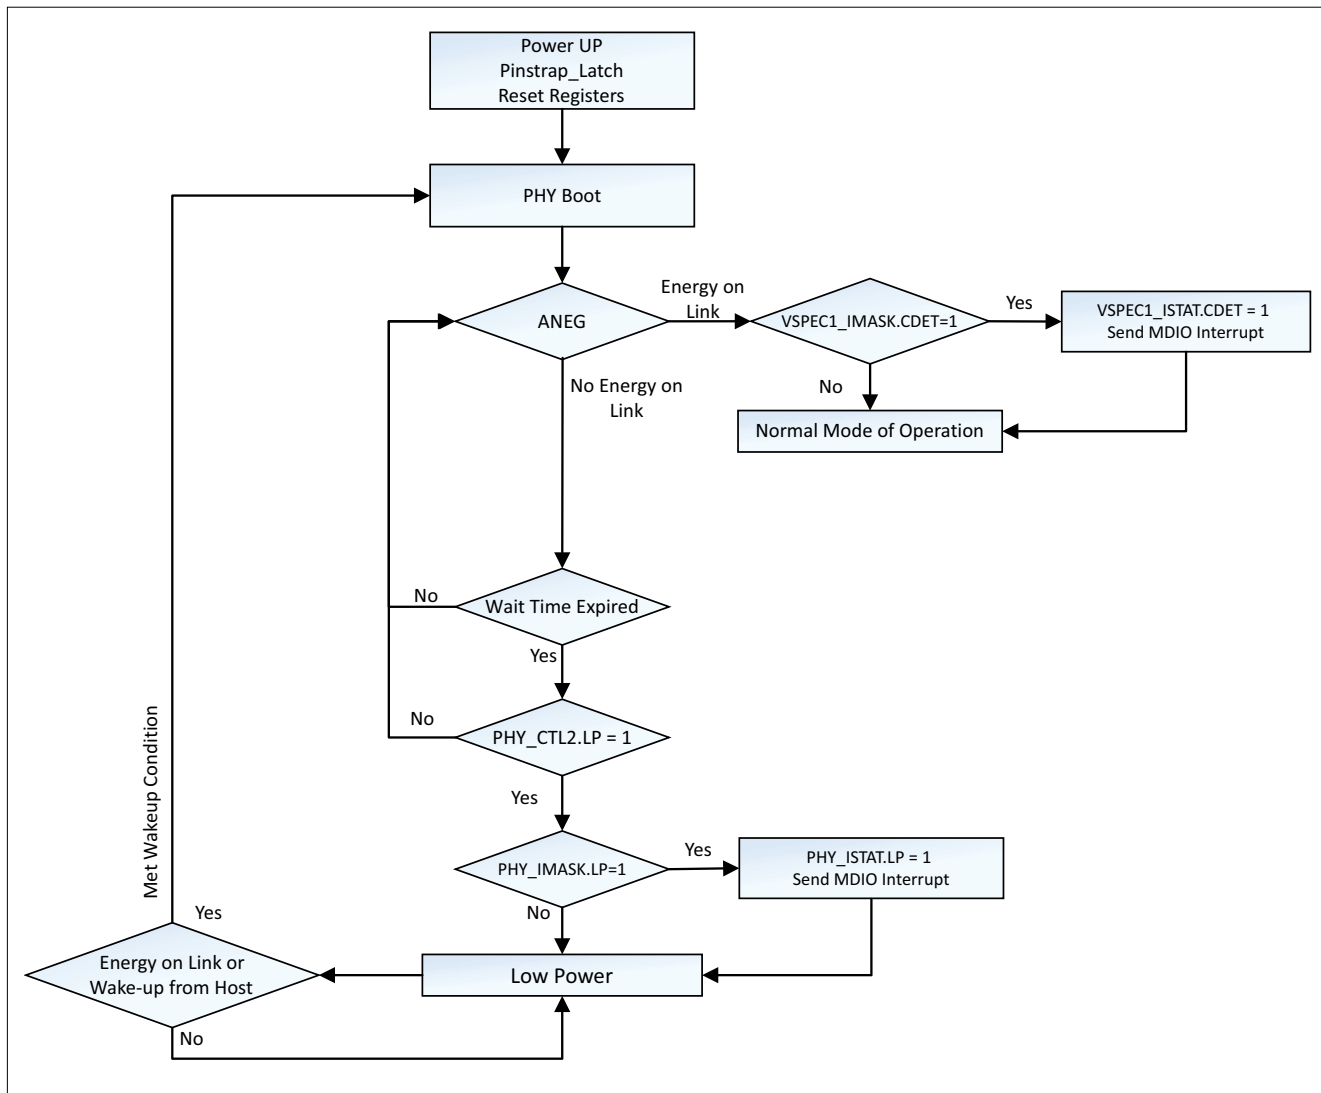 Power UP
Pinstrap_Latch
Reset Registers
PHY Boot
ANEG
Energy on
Link
VSPEC1_IMASK.CDET=1
Yes
VSPEC1_ISTAT.CDET = 1
Send MDIO Interrupt
No
Normal Mode of Operation
No Energy on
Link
Wait Time Expired
No
Yes
PHY_CTL2.LP = 1
No
Yes
PHY_IMASK.LP=1
Yes
PHY_ISTAT.LP = 1
Send MDIO Interrupt
No
Low Power
Energy on Link or
Wake-up from Host
Yes
Met Wakeup Condition
No